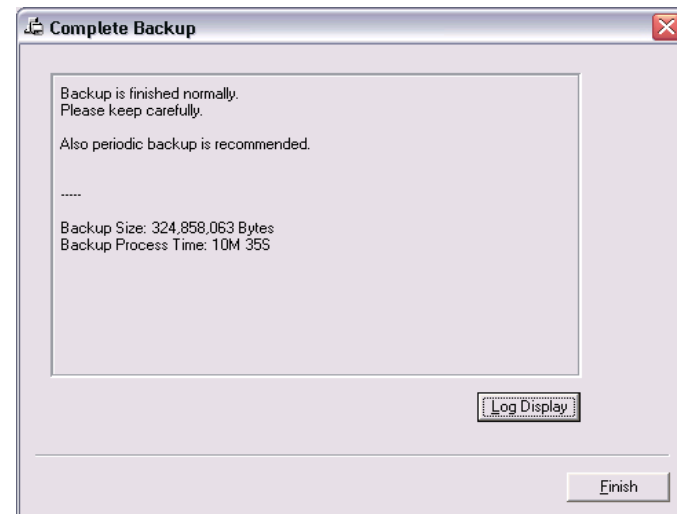 Complete Backup
Backup is finished normally.
Please keep carefully.
Also periodic backup is recommended.
-----
Backup Size: 324,858,063 Bytes
Backup Process Time: 10M 35S
Log Display
Finish